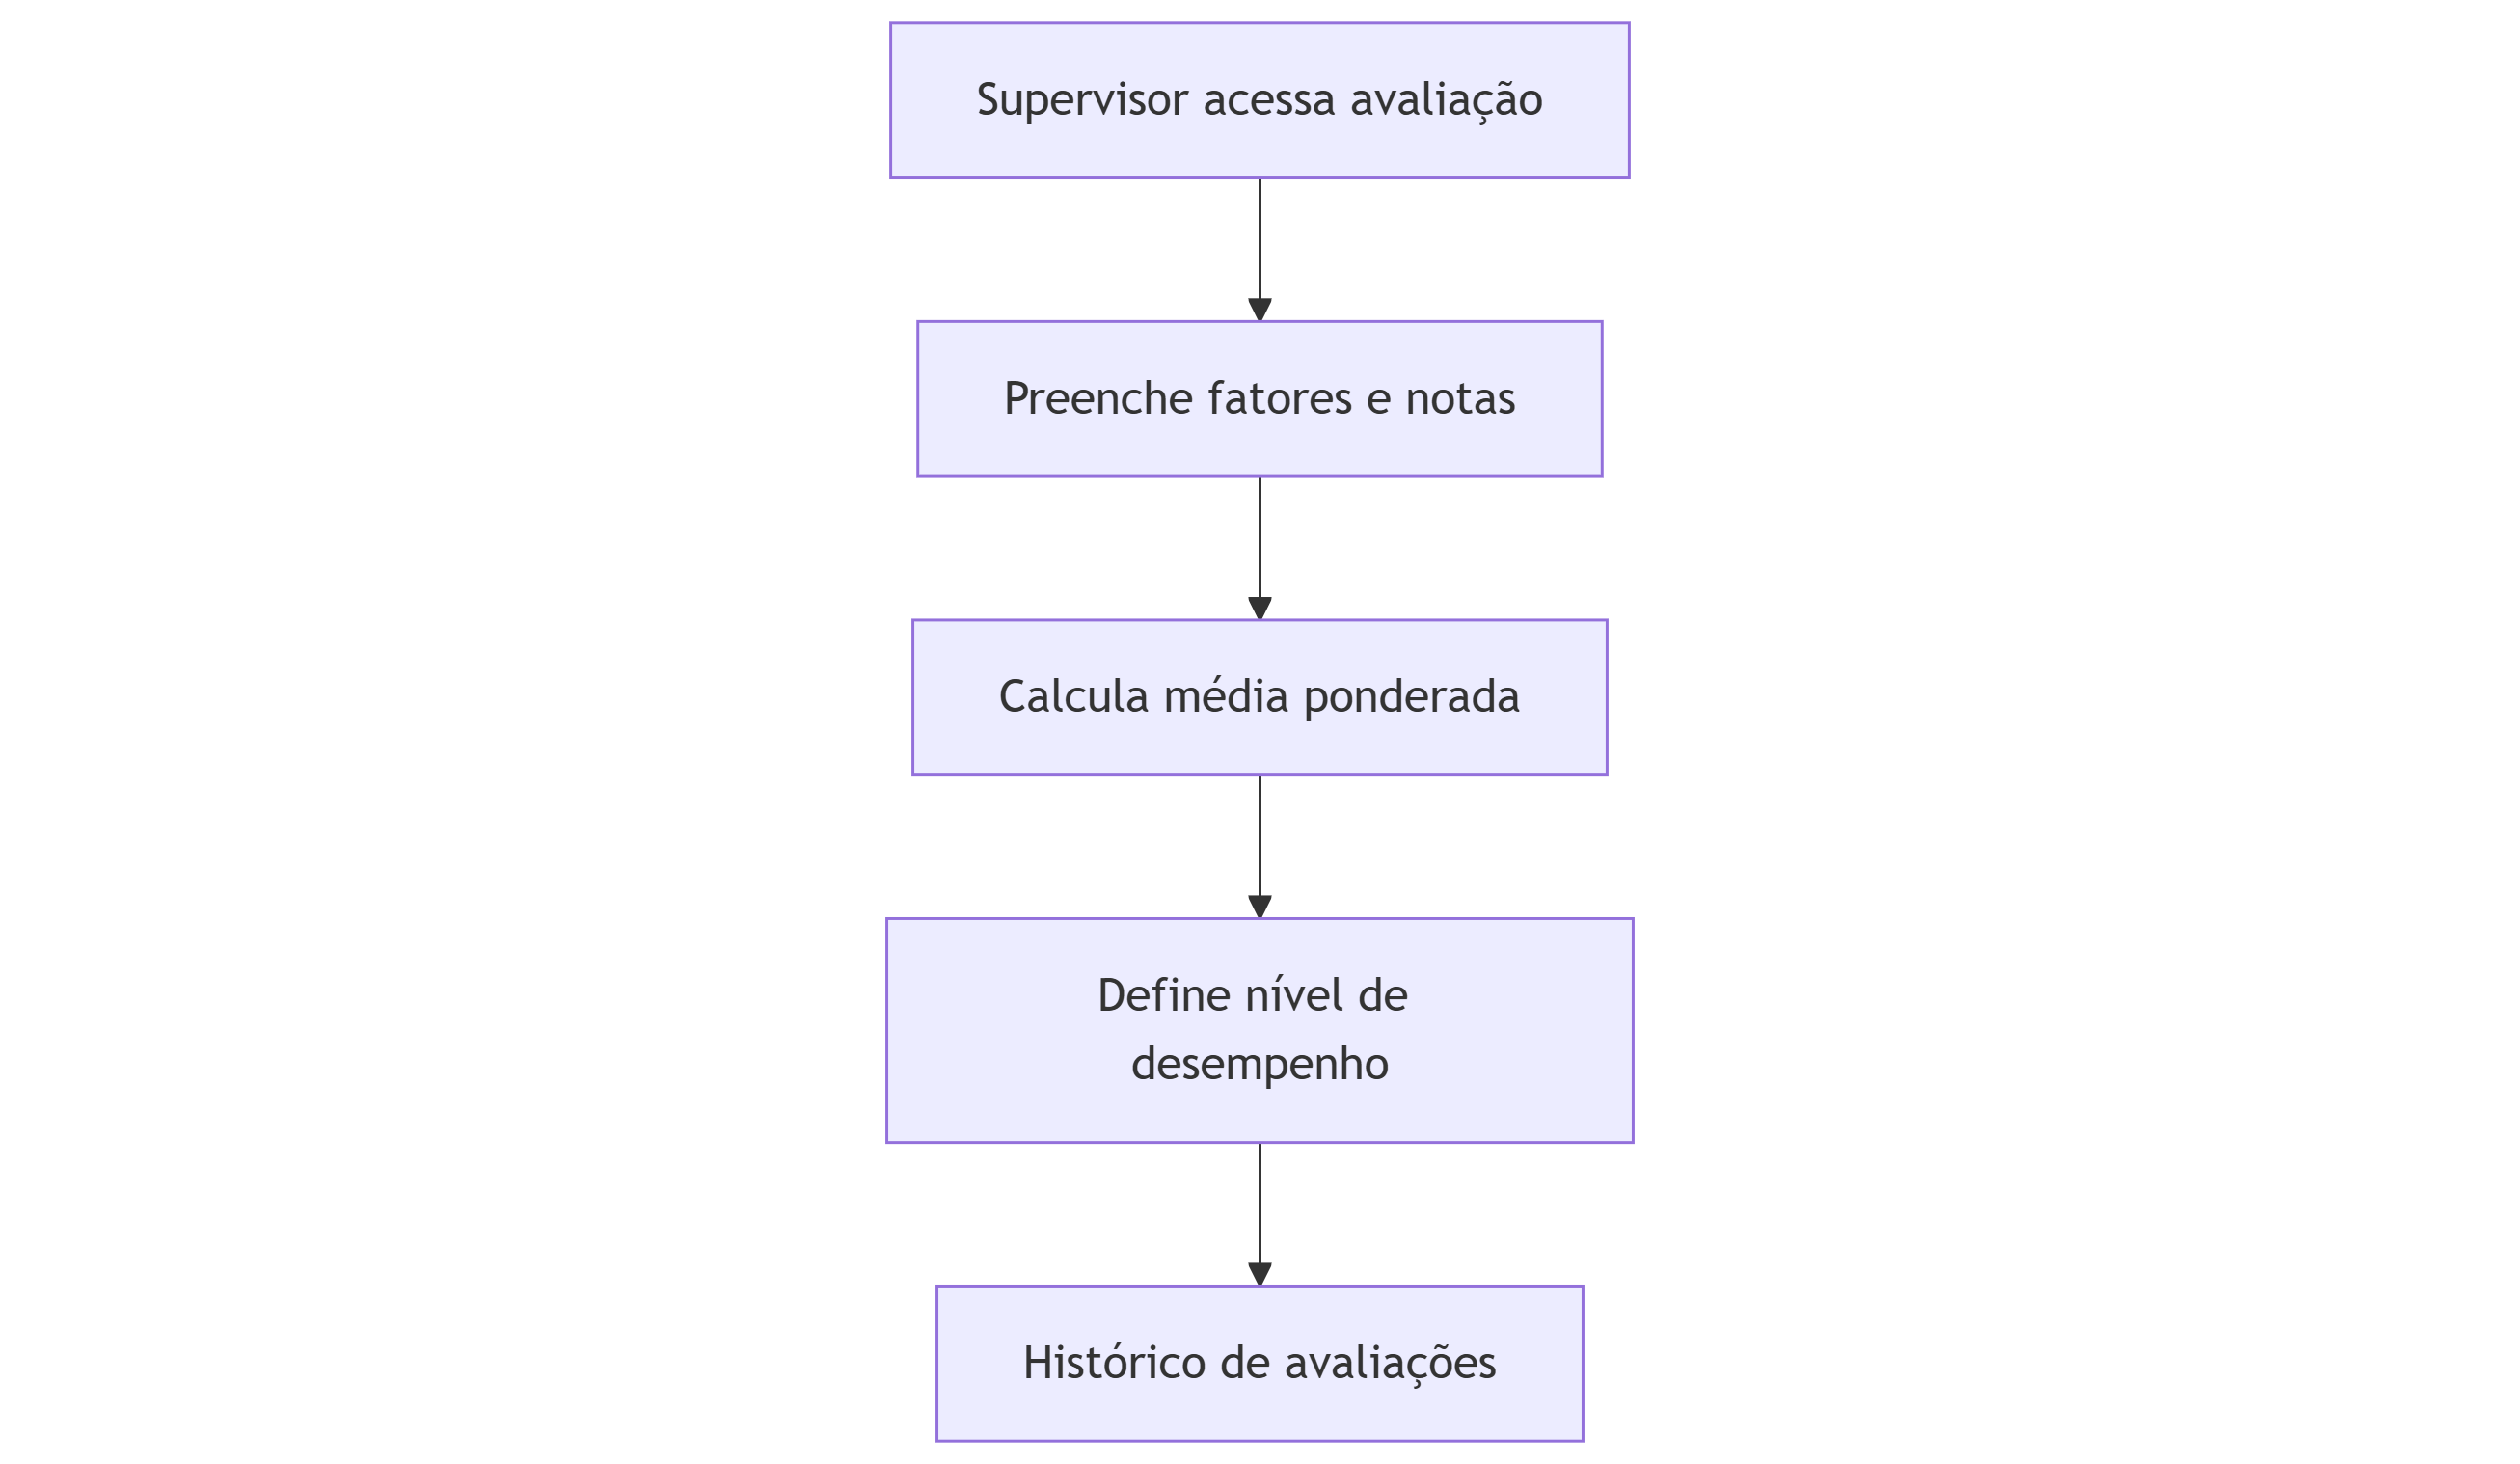 Supervisor acessa avaliação
Preenche fatores e notas
Calcula média ponderada
Define nível de
desempenho
Histórico de avaliações